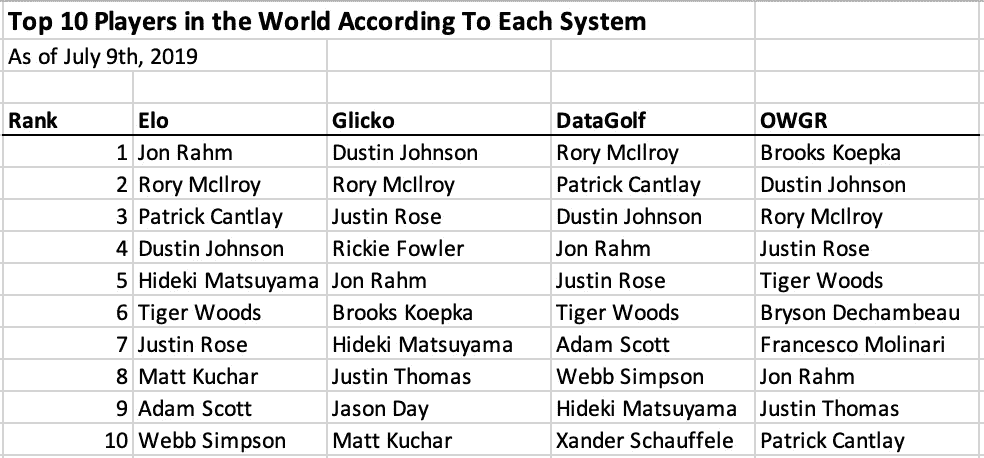 Top 10 Players in the World According To Each System
As of July 9th, 2019
Rank Elo Glicko DataGolf OWGR
1 Jon Rahm Dustin Johnson Rory McIlroy Brooks Koepka
2 Rory McIlroy Rory McIlroy Patrick Cantlay Dustin Johnson
3 Patrick Cantlay Justin Rose Dustin Johnson Rory McIlroy
4 Dustin Johnson Rickie Fowler Jon Rahm Justin Rose
5 Hideki Matsuyama Jon Rahm Justin Rose Tiger Woods
6 Tiger Woods Brooks Koepka Tiger Woods Bryson Dechambeau
7 Justin Rose Hideki Matsuyama Adam Scott Francesco Molinari
8 Matt Kuchar Justin Thomas Webb Simpson Jon Rahm
9 Adam Scott Jason Day Hideki Matsuyama Justin Thomas
10 Webb Simpson Matt Kuchar Xander Schauffele Patrick Cantlay